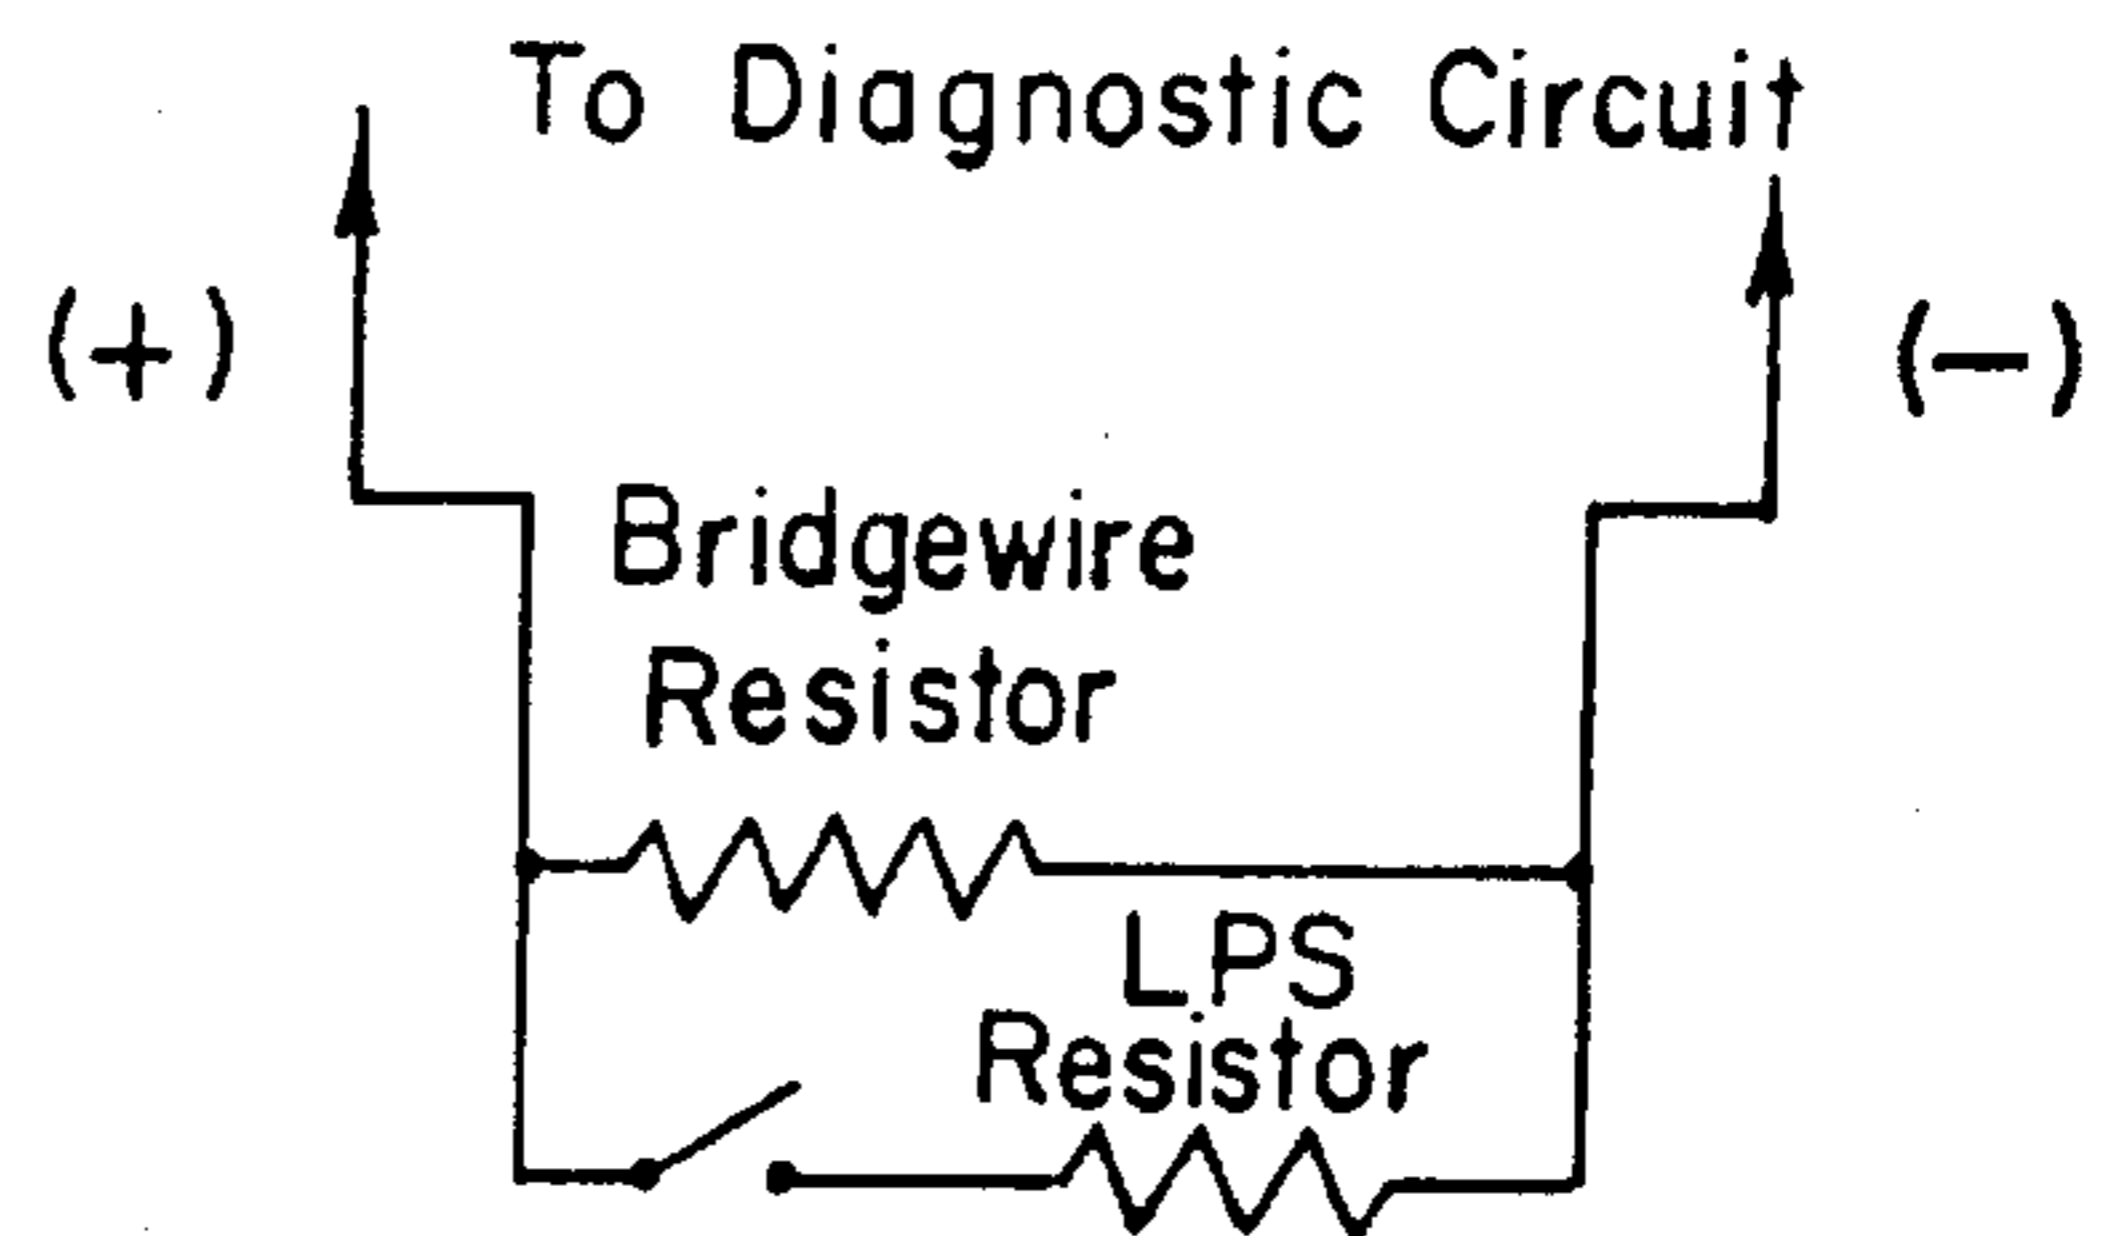 To Diagnostic Circuit
(+)
(−)
Bridgewire
Resistor
LPS
Resistor